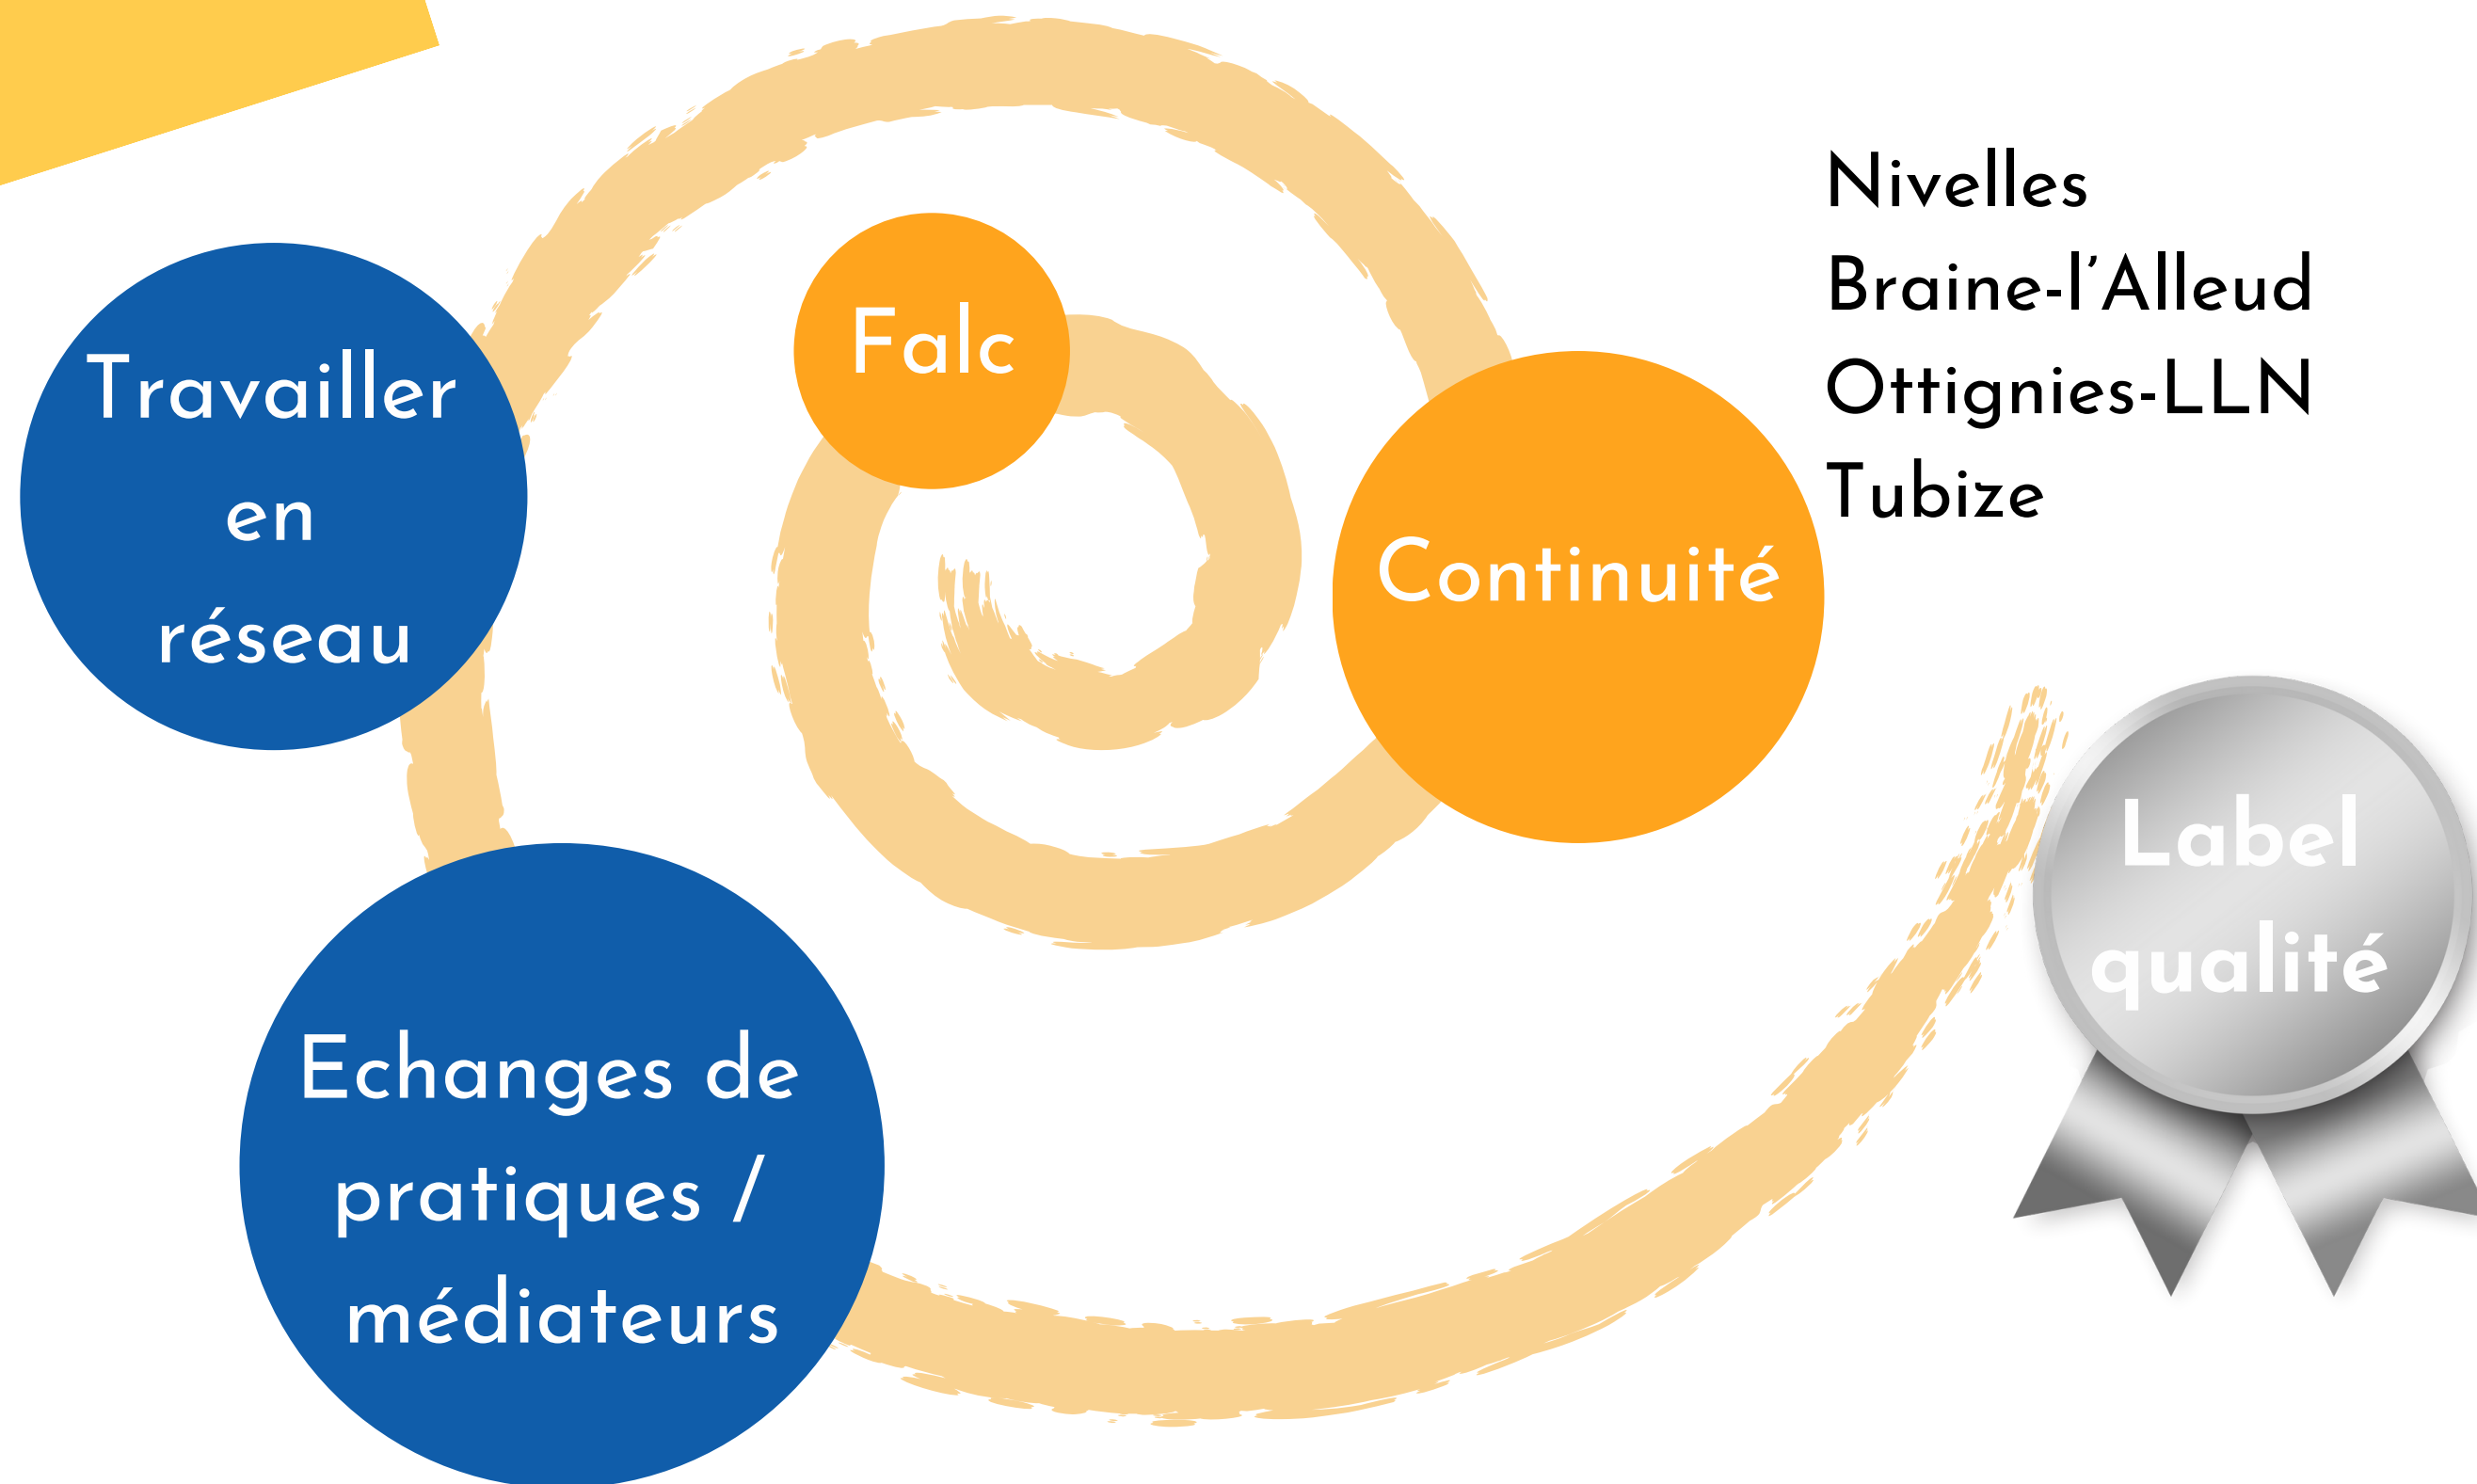 Nivelles
Braine-l'Alleud
Ottignies-LLN
Tubize
Falc
Travailler
en
réseau
Continuité
Label
qualité
Echanges de
pratiques /
médiateurs